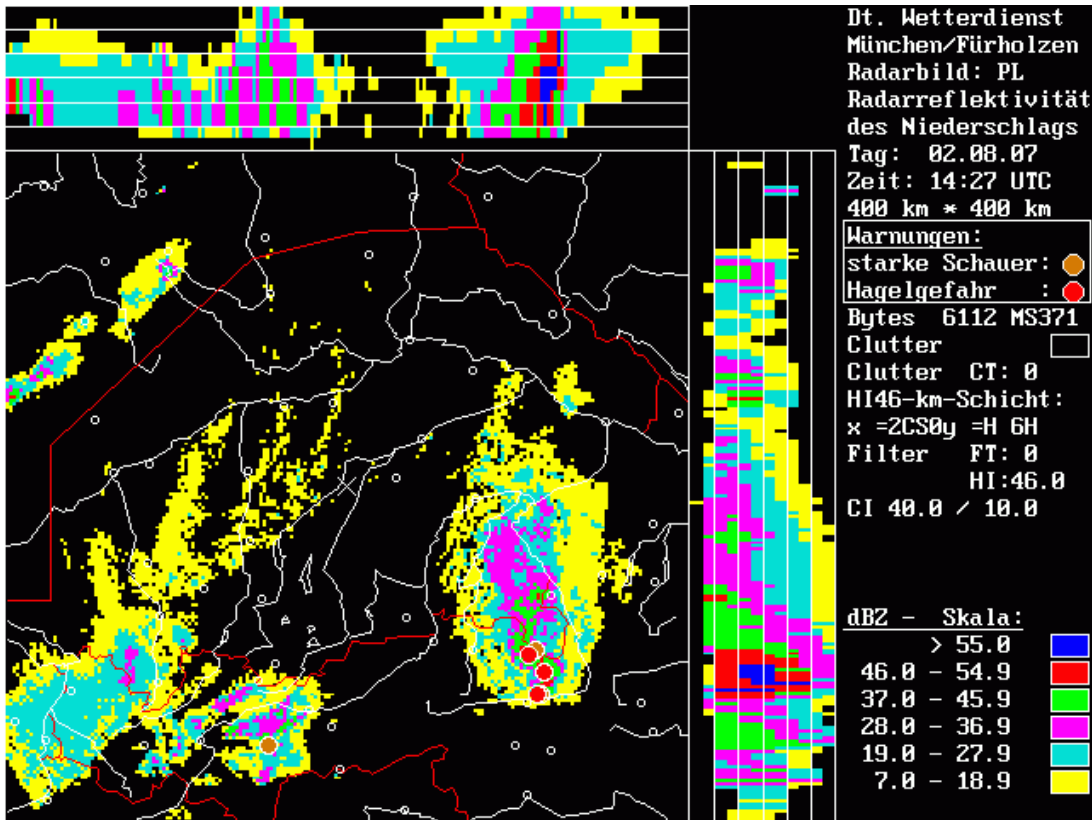 Dt. Wetterdienst
München/Fürholzen
Radarbild: PL
Radarreflektivität
des Niederschlags
Tag: 02.08.07
Zeit: 14:27 UTC
400 km * 400 km
Warnungen:
starke Schauer:
Hagelgefahr :
Bytes 6112 MS371
Clutter
Clutter CT: 0
HI46-km-Schicht:
x =2CS0y =H 6H
Filter FT: 0
HI:46.0
CI 40.0 / 10.0
dBZ - Skala:
> 55.0
46.0 - 54.9
37.0 - 45.9
28.0 - 36.9
19.0 - 27.9
7.0 - 18.9